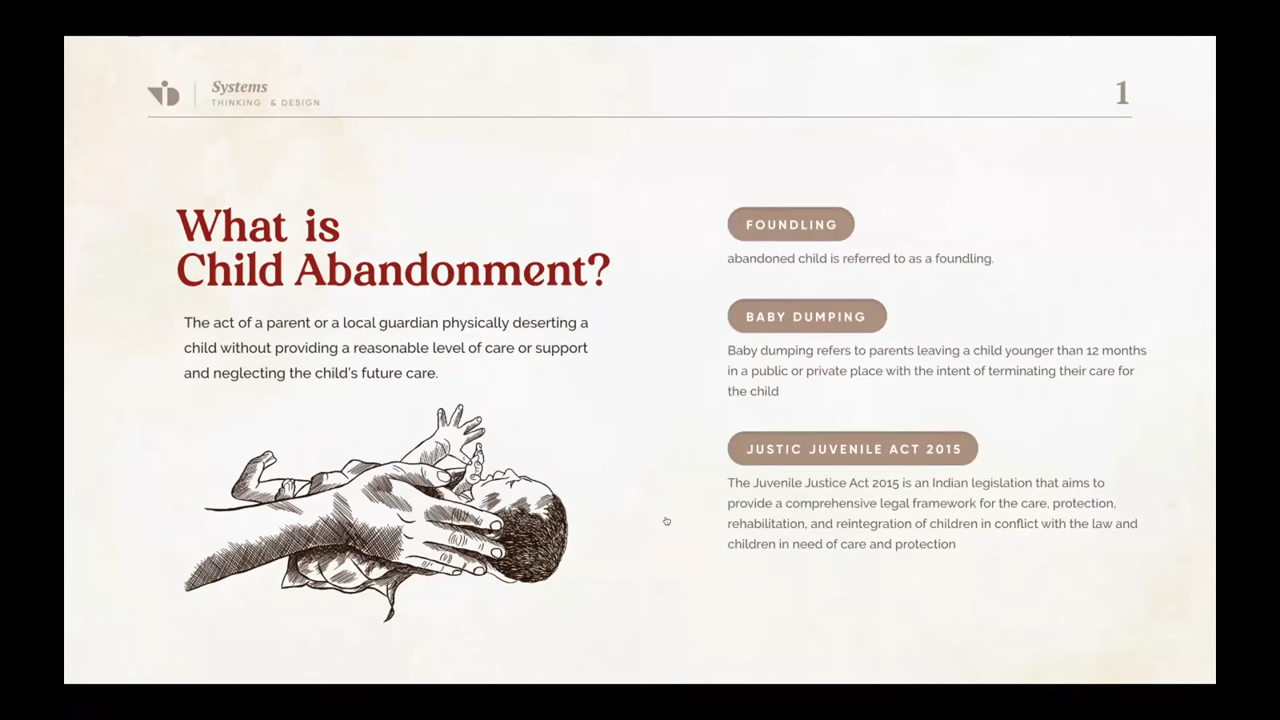 Systems
THINKING & DESIGN
1
What is
Child Abandonment?
The act of a parent or a local guardian physically deserting a
child without providing a reasonable level of care or support
and neglecting the child's future care.
FOUNDLING
abandoned child is referred to as a foundling.
BABY DUMPING
Baby dumping refers to parents leaving a child younger than 12 months
in a public or private place with the intent of terminating their care for
the child
JUSTIC JUVENILE ACT 2015
The Juvenile Justice Act 2015 is an Indian legislation that aims to
provide a comprehensive legal framework for the care, protection,
rehabilitation, and reintegration of children in conflict with the law and
children in need of care and protection